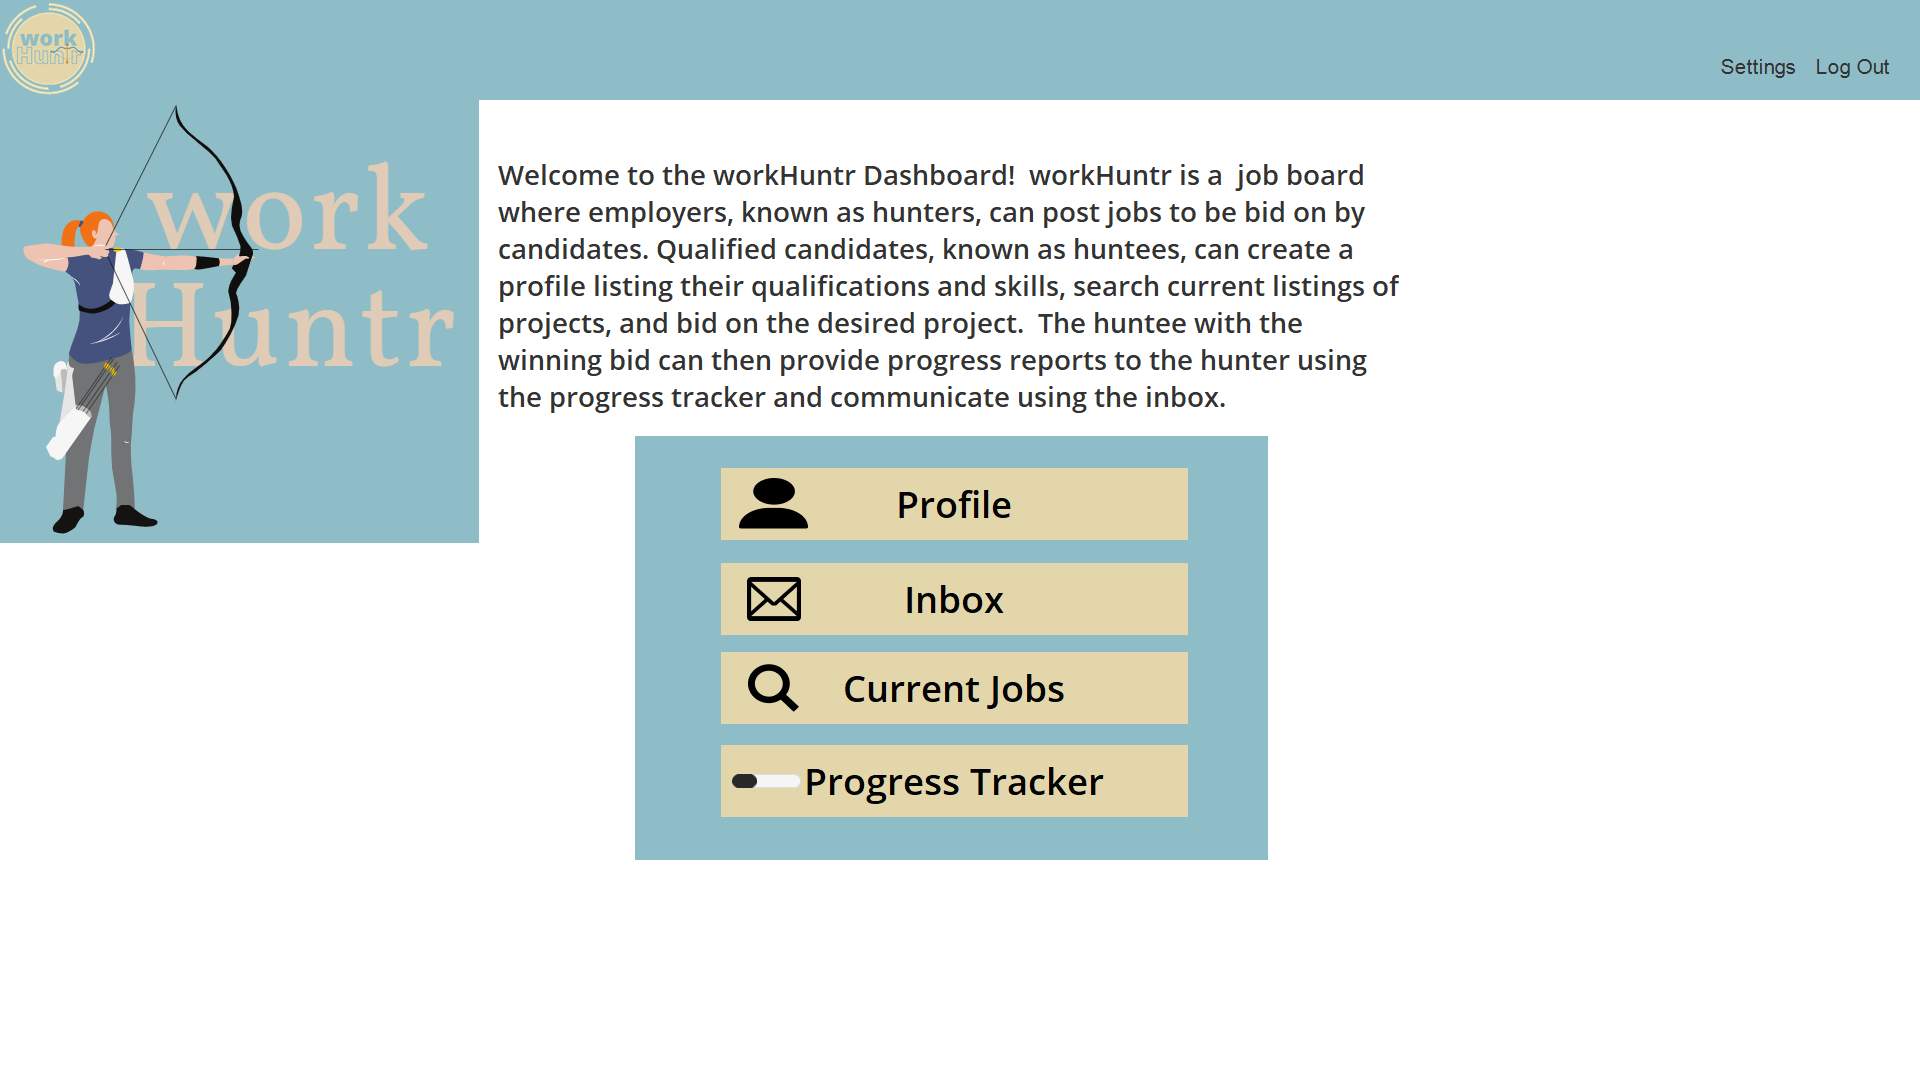 work
Huntr
Settings Log Out
work
Huntr
Welcome to the workHuntr Dashboard!  workHuntr is a  job board
where employers, known as hunters, can post jobs to be bid on by
candidates. Qualified candidates, known as huntees, can create a
profile listing their qualifications and skills, search current listings of
projects, and bid on the desired project.  The huntee with the
winning bid can then provide progress reports to the hunter using
the progress tracker and communicate using the inbox.
Profile
Inbox
Current Jobs
Progress Tracker